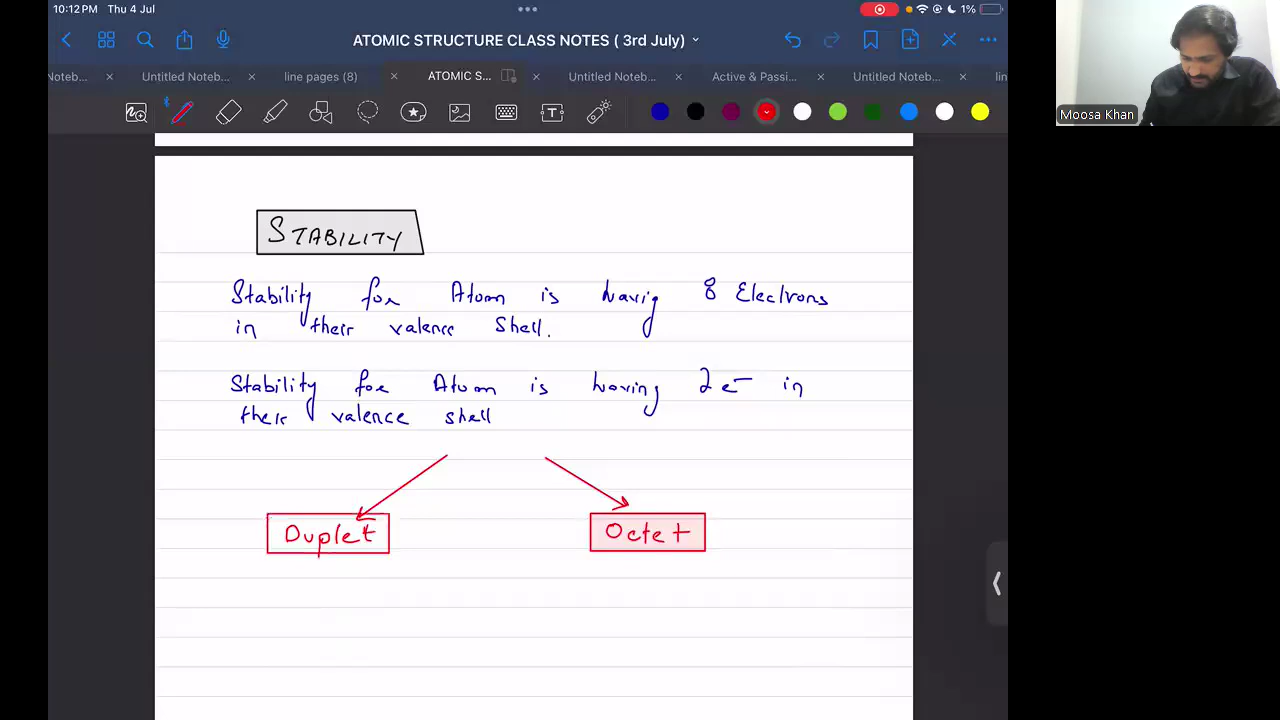 10:12 PM Thu 4 Jul
1%
ATOMIC STRUCTURE CLASS NOTES ( 3rd July)
Noteb...
Untitled Notebo...
line pages (8)
ATOMIC S...
Untitled Noteb...
Active & Passi...
Untitled Noteb...
lin
Moosa Khan
STABILITY
Stability for Atom is having 8 Electrons
in their valence shell.
Stability for Atom is having 2e⁻ in
their valence shell
Duplet
Octet